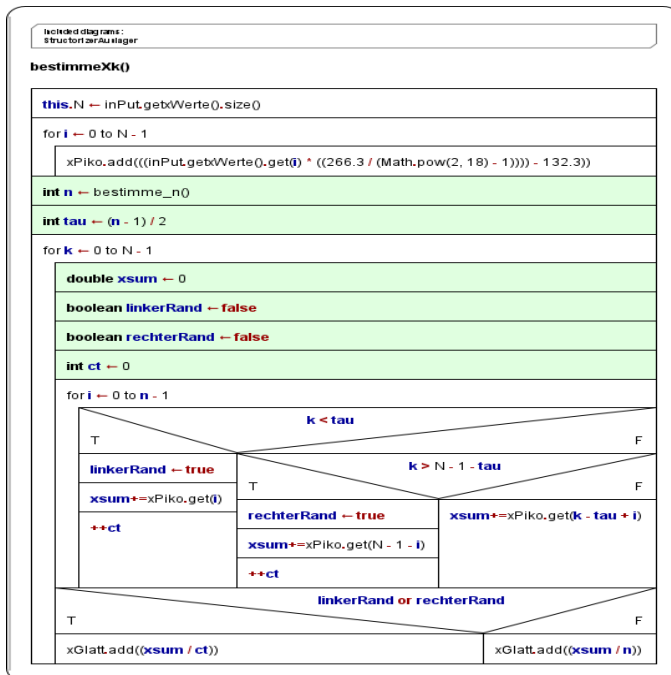 Included diagrams:
StructorizerAuslager
bestimmeXk()
this.N ← inPut.getxWerte().size()
for i ← 0 to N - 1
xPiko.add(((inPut.getxWerte().get(i) * ((266.3 / (Math.pow(2, 18) - 1)))) - 132.3))
int n ← bestimme_n()
int tau ← (n - 1) / 2
for k ← 0 to N - 1
double xsum ← 0
boolean linkerRand ← false
boolean rechterRand ← false
int ct ← 0
for i ← 0 to n - 1
k < tau
T
F
linkerRand ← true
xsum+=xPiko.get(i)
++ct
k > N - 1 - tau
T
F
rechterRand ← true
xsum+=xPiko.get(N - 1 - i)
++ct
xsum+=xPiko.get(k - tau + i)
linkerRand or rechterRand
T
F
xGlatt.add((xsum / ct))
xGlatt.add((xsum / n))